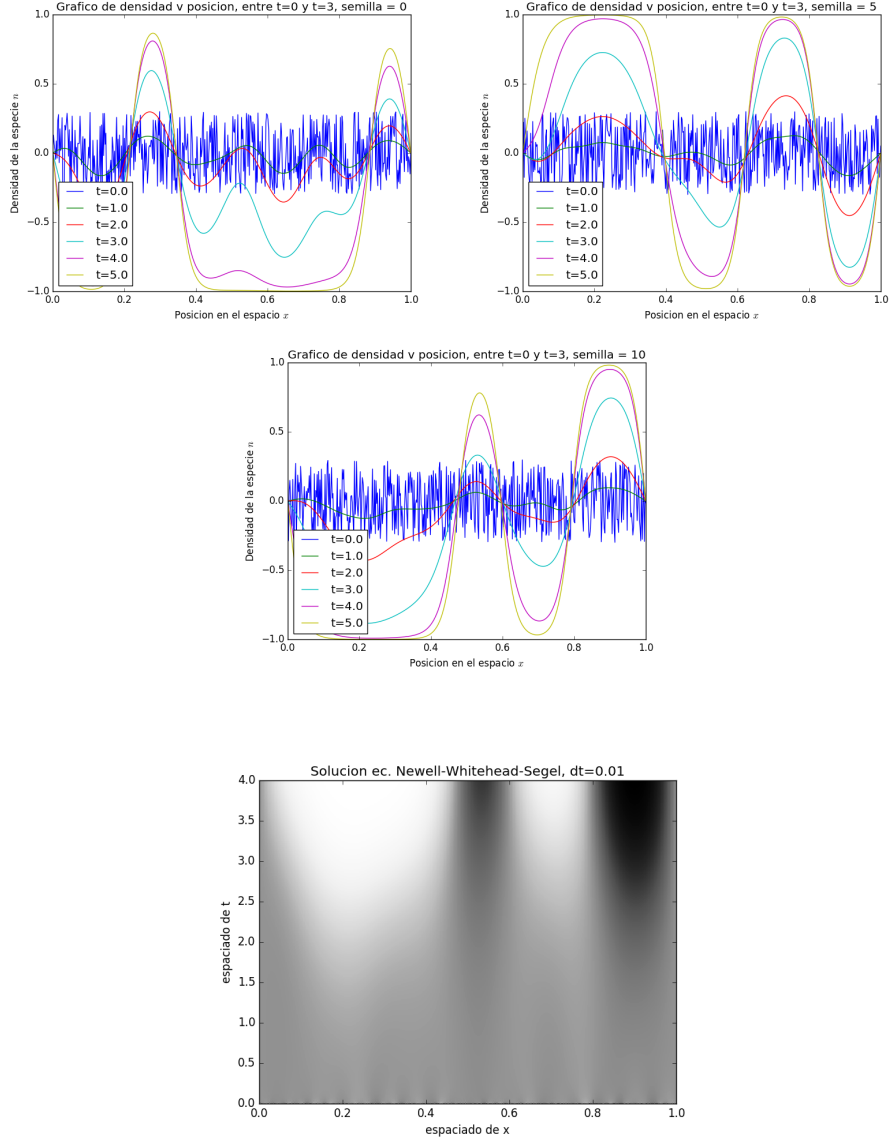 Grafico de densidad v posicion, entre t=0 y t=3, semilla = 0
1.0
0.5
0.0
−0.5
−1.0
Densidad de la especie n
t=0.0
t=1.0
t=2.0
t=3.0
t=4.0
t=5.0
0.0 0.2 0.4 0.6 0.8 1.0
Posicion en el espacio x
Grafico de densidad v posicion, entre t=0 y t=3, semilla = 5
1.0
0.5
0.0
−0.5
−1.0
Densidad de la especie n
t=0.0
t=1.0
t=2.0
t=3.0
t=4.0
t=5.0
0.0 0.2 0.4 0.6 0.8 1.0
Posicion en el espacio x
Grafico de densidad v posicion, entre t=0 y t=3, semilla = 10
1.0
0.5
0.0
−0.5
−1.0
Densidad de la especie n
t=0.0
t=1.0
t=2.0
t=3.0
t=4.0
t=5.0
0.0 0.2 0.4 0.6 0.8 1.0
Posicion en el espacio x
Solucion ec. Newell-Whitehead-Segel, dt=0.01
4.0
3.5
3.0
2.5
2.0
1.5
1.0
0.5
0.0
espaciado de t
0.0 0.2 0.4 0.6 0.8 1.0
espaciado de x